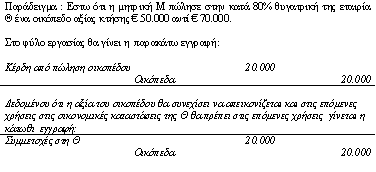 Παράδειγμα : Εστω ότι η μητρική Μ πώλησε στην κατά 80% θυγατρική της εταιρία
Θ ένα οικόπεδο αξίας κτήσης € 50.000 αντί € 70.000.
Στο φύλο εργασίας θα γίνει η παρακάτω εγγραφή:
Κέρδη από πώληση οικοπέδου 20.000
Οικόπεδα 20.000
Δεδομένου ότι η αξία του οικοπέδου θα συνεχίσει να απεικονίζεται και στις επόμενες
χρήσεις στις οικονομικές καταστάσεις της Θ θα πρέπει στις επόμενες χρήσεις γίνεται η
κάτωθι εγγραφή:
Συμμετοχές στη Θ 20.000
Οικόπεδα 20.000